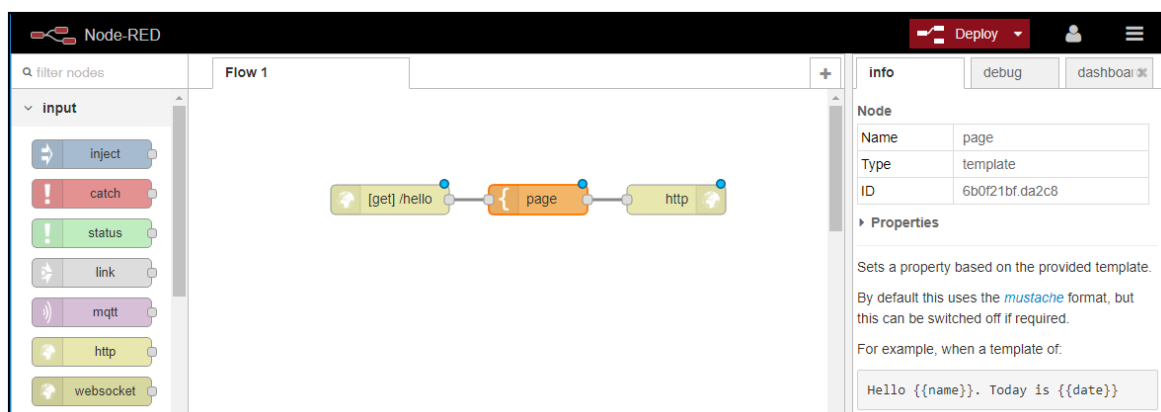 Node-RED
Deploy
filter nodes
Flow 1
+
info
debug
dashboar
input
inject
catch
status
link
mqtt
http
websocket
[get] /hello
page
http
Node
Name page
Type template
ID 6b0f21bf.da2c8
Properties
Sets a property based on the provided template.
By default this uses the mustache format, but
this can be switched off if required.
For example, when a template of:
Hello {{name}}. Today is {{date}}